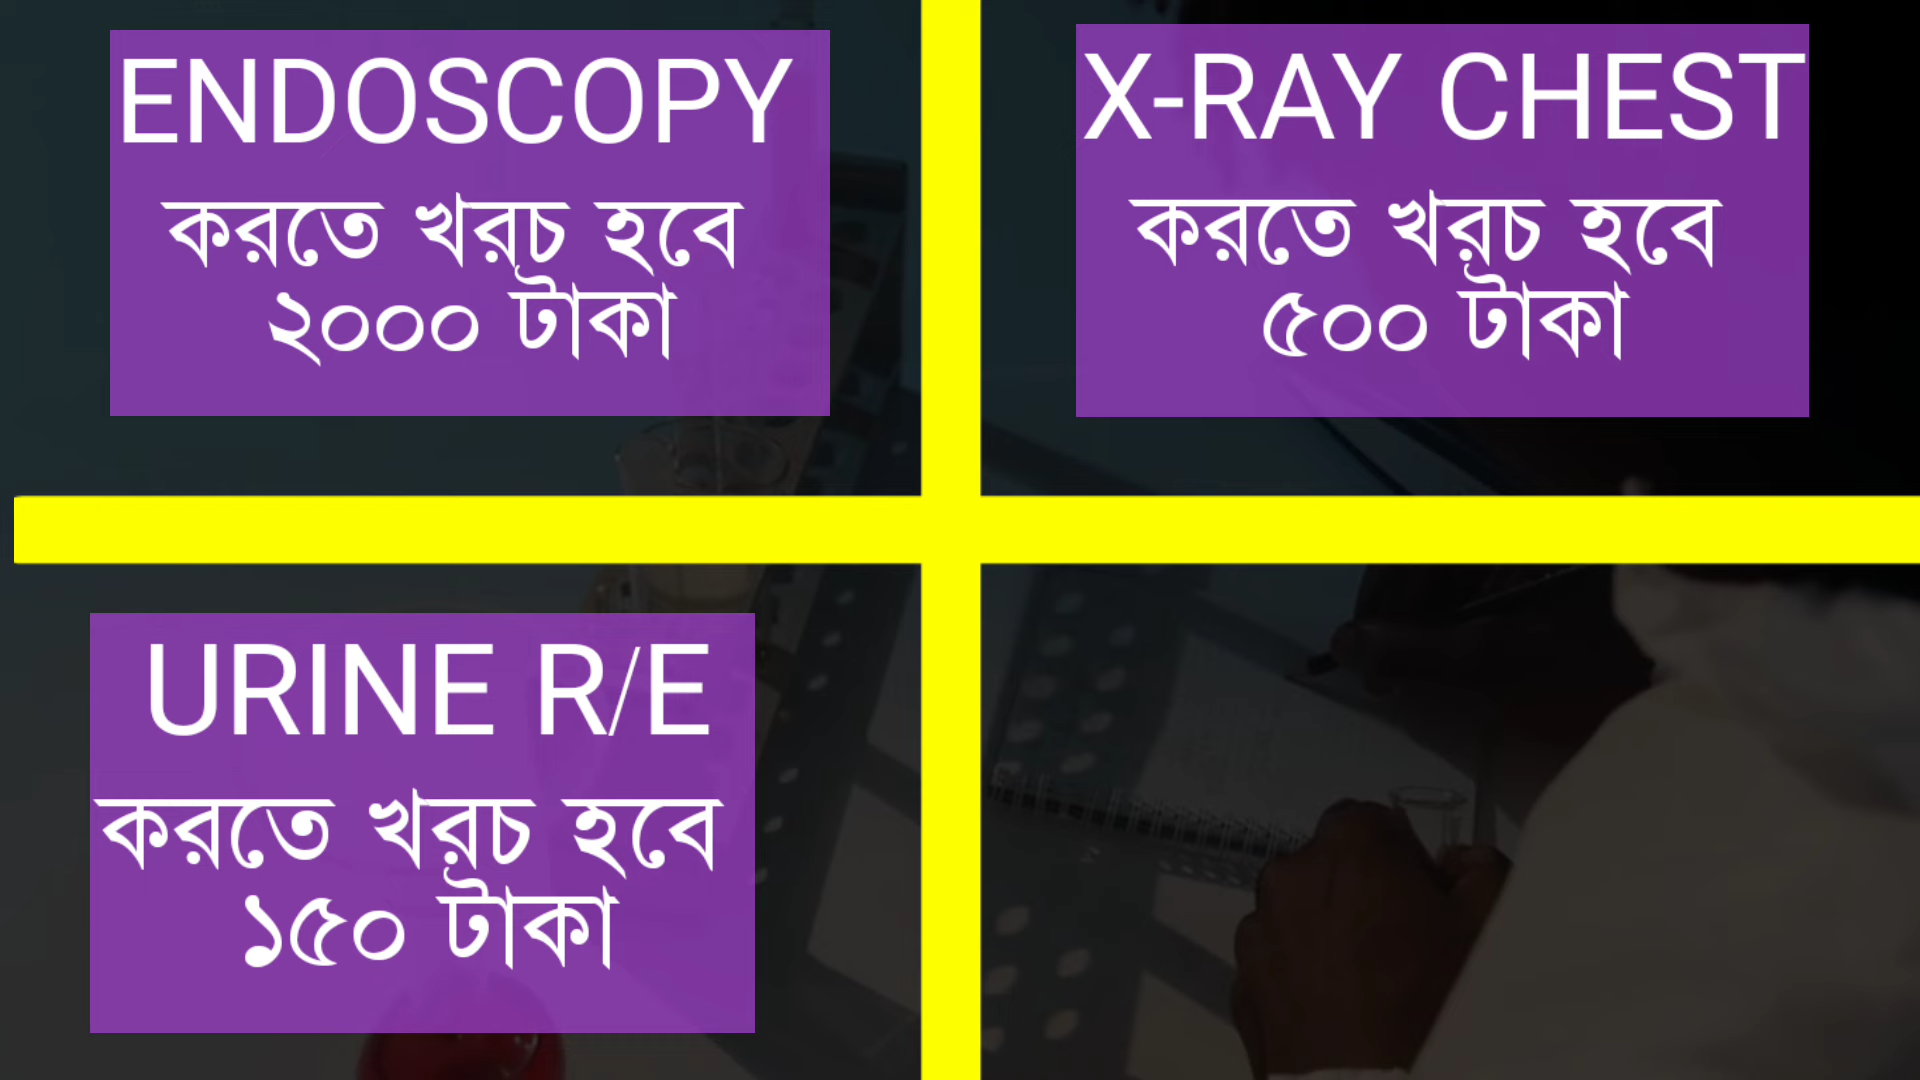 ENDOSCOPY
করতে খরচ হবে
২০০০ টাকা
X-RAY CHEST
করতে খরচ হবে
৫০০ টাকা
URINE R/E
করতে খরচ হবে
১৫০ টাকা